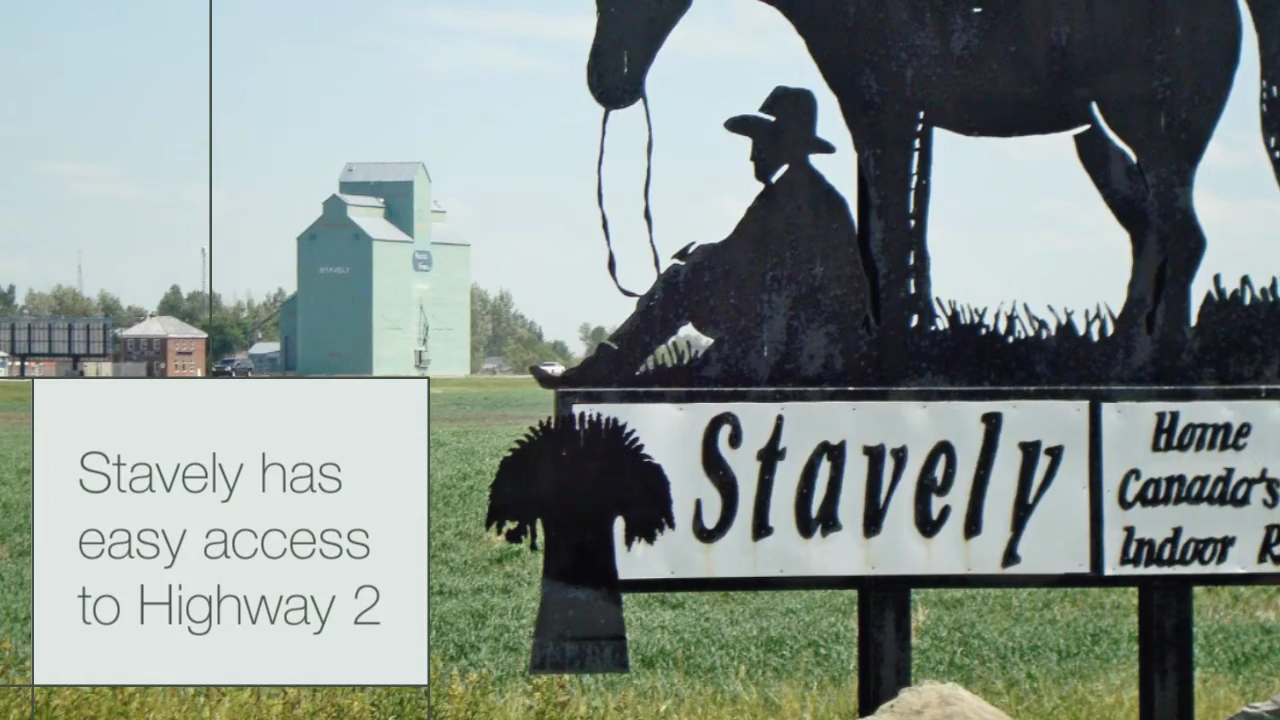 STAVELY
Stavely
Home
Canada's
Indoor R
Stavely has
easy access
to Highway 2